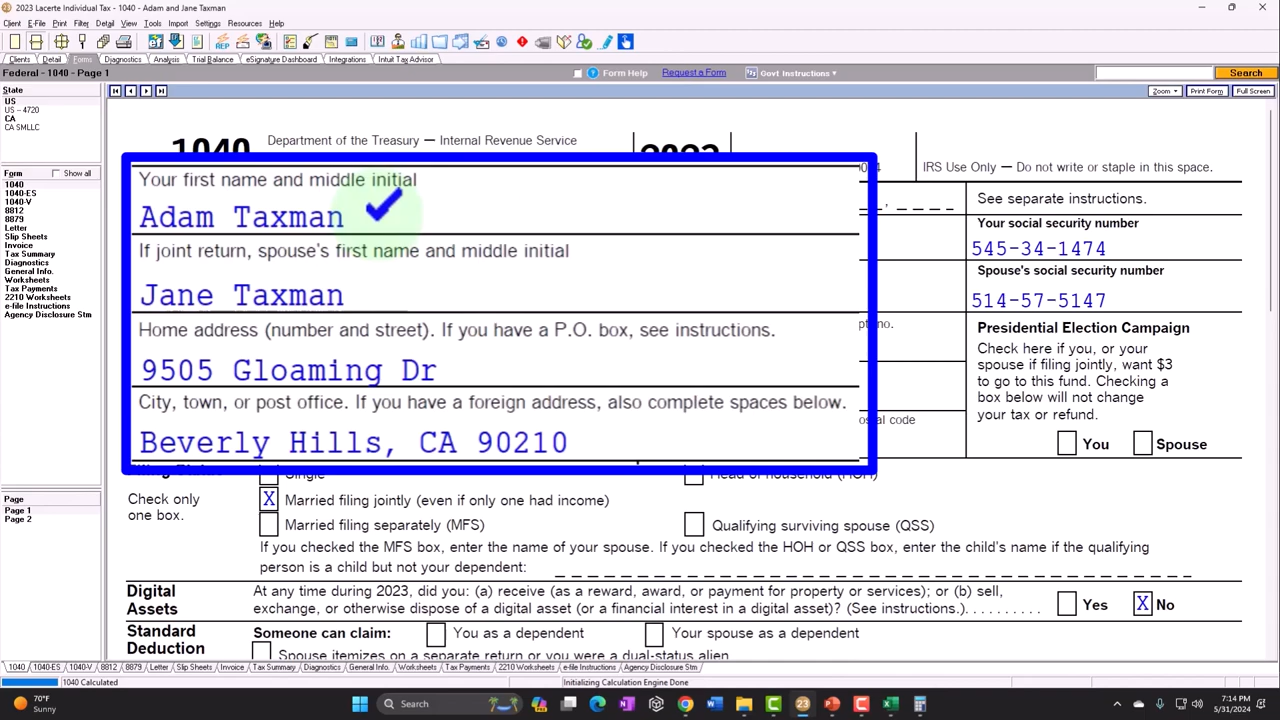 2023 Lacerte Individual Tax - 1040 - Adam and Jane Taxman
Client E-File Print Filter Detail View Tools Import Settings Resources Help
Clients Detail Forms Diagnostics Analysis Trial Balance eSignature Dashboard Integrations Intuit Tax Advisor
Federal - 1040 - Page 1
Form Help Request a Form Govt Instructions Search
State
US
US - 4720
CA
CA SMLLC
Zoom Print Form Full Screen
Form Show all
1040
1040-ES
1040-V
8812
8879
Letter
Slip Sheets
Invoice
Tax Summary
Diagnostics
General Info.
Worksheets
Tax Payments
2210 Worksheets
e-file Instructions
Agency Disclosure Stm
Page
Page 1
Page 2
1040 Department of the Treasury — Internal Revenue Service
2023
IRS Use Only — Do not write or staple in this space.
See separate instructions.
Your first name and middle initial
Adam Taxman
Your social security number
545-34-1474
If joint return, spouse's first name and middle initial
Jane Taxman
Spouse's social security number
514-57-5147
Home address (number and street). If you have a P.O. box, see instructions.
9505 Gloaming Dr
City, town, or post office. If you have a foreign address, also complete spaces below.
Beverly Hills, CA 90210
Presidential Election Campaign
Check here if you, or your
spouse if filing jointly, want $3
to go to this fund. Checking a
box below will not change
your tax or refund.
You Spouse
Check only
one box.
Single
Head of household (HOH)
X Married filing jointly (even if only one had income)
Married filing separately (MFS)
Qualifying surviving spouse (QSS)
If you checked the MFS box, enter the name of your spouse. If you checked the HOH or QSS box, enter the child's name if the qualifying
person is a child but not your dependent:
Digital
Assets
At any time during 2023, did you: (a) receive (as a reward, award, or payment for property or services); or (b) sell,
exchange, or otherwise dispose of a digital asset (or a financial interest in a digital asset)? (See instructions.)
Yes X No
Standard
Deduction
Someone can claim: You as a dependent Your spouse as a dependent
Spouse itemizes on a separate return or you were a dual-status alien
1040 1040-ES 1040-V 8812 8879 Letter Slip Sheets Invoice Tax Summary Diagnostics General Info. Worksheets Tax Payments 2210 Worksheets e-file Instructions Agency Disclosure Stm
1040 Calculated
Initializing Calculation Engine Done
70°F
Sunny
Search
7:14 PM
5/31/2024